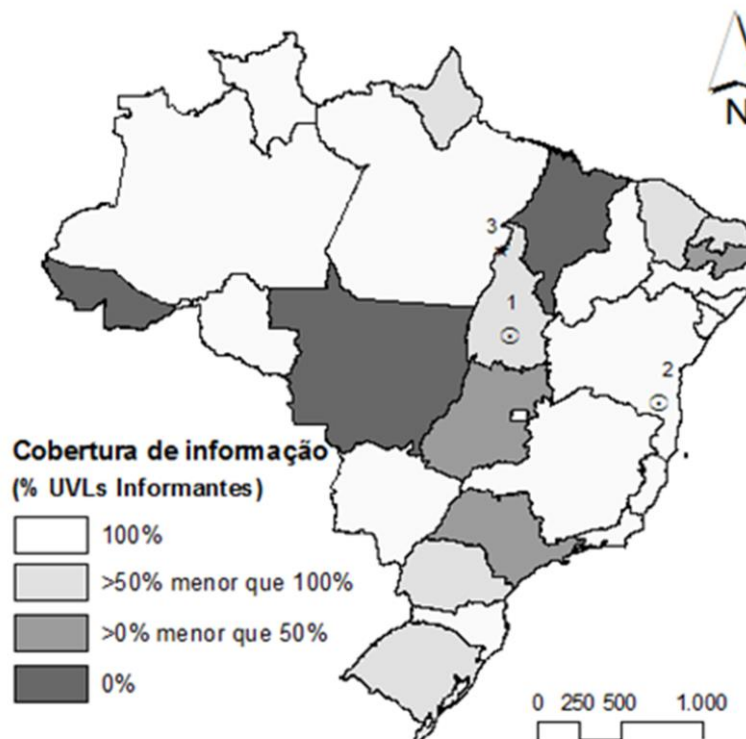 N
3
1
2
Cobertura de informação
(% UVLs Informantes)
100%
>50% menor que 100%
>0% menor que 50%
0%
0 250 500 1.000